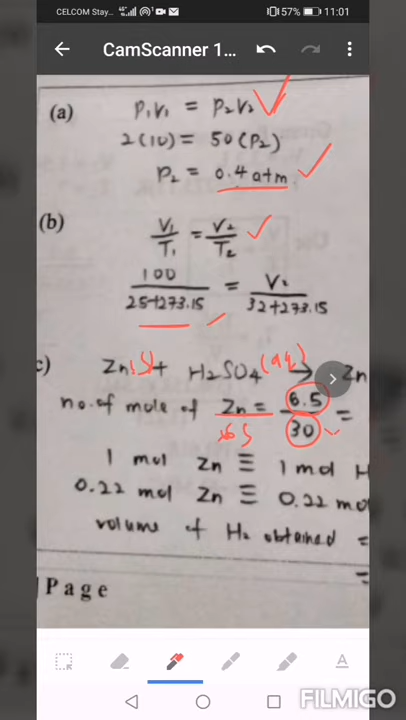 CELCOM Stay... 57% 11:01
CamScanner 1...
(a) P₁V₁ = P₂V₂
2(10) = 50(P₂)
P₂ = 0.4 atm
(b) V₁/T₁ = V₂/T₂
100/25+273.15 = V₂/32+273.15
c) Zn(s) + H₂SO₄ (aq) → Zn
no. of mole of Zn = 6.5/30 =
65
1 mol Zn ≡ 1 mol H
0.22 mol Zn ≡ 0.22 mo
volume of H₂ obtained =
=
Page
A
FILMIGO